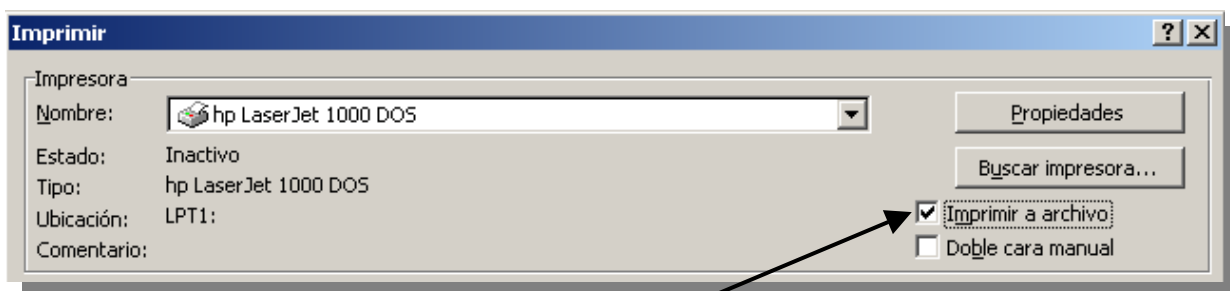 Imprimir
Impresora
Nombre: hp LaserJet 1000 DOS Propiedades
Estado: Inactivo Buscar impresora...
Tipo: hp LaserJet 1000 DOS
Ubicación: LPT1: Imprimir a archivo
Comentario: Doble cara manual